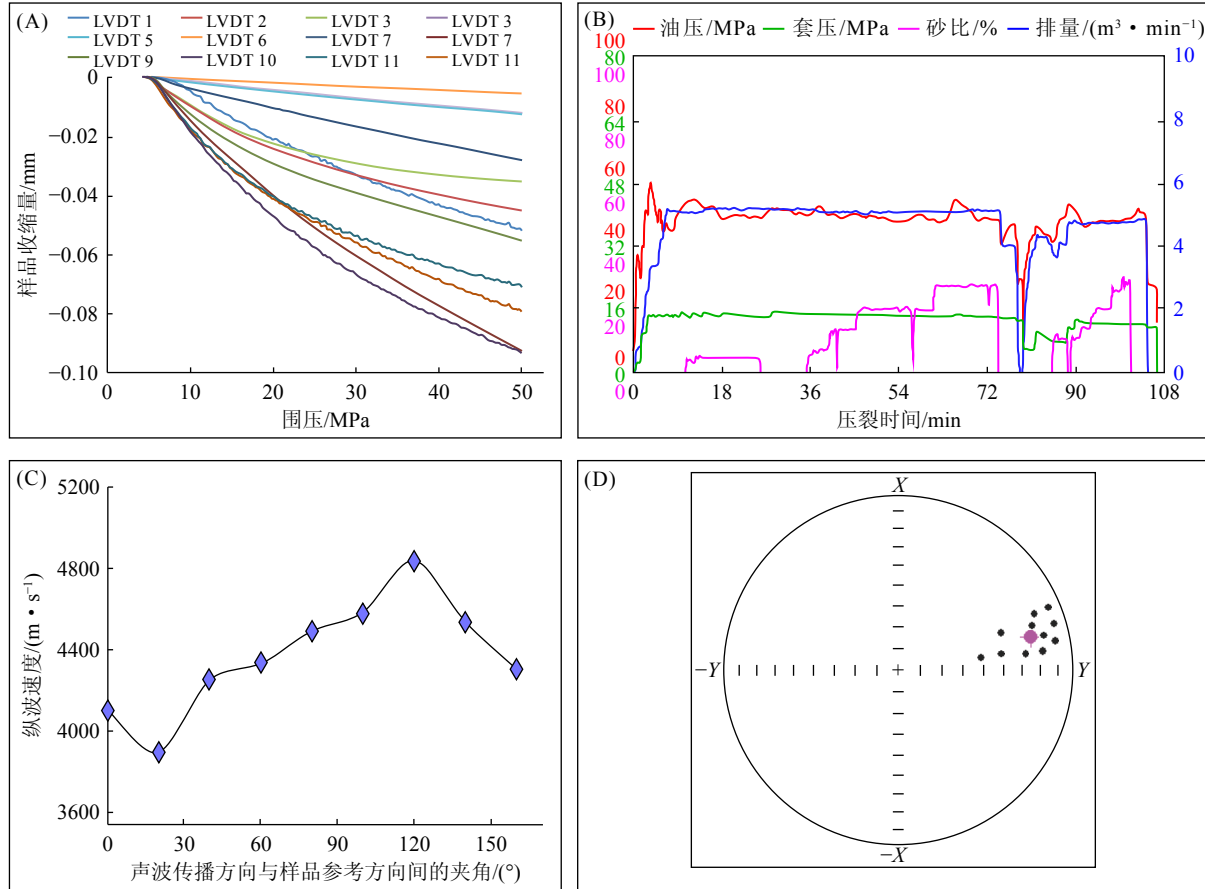 (A)
LVDT 1 LVDT 2 LVDT 3 LVDT 3
LVDT 5 LVDT 6 LVDT 7 LVDT 7
LVDT 9 LVDT 10 LVDT 11 LVDT 11
0
−0.02
−0.04
−0.06
−0.08
−0.10
样品收缩量/mm
0 10 20 30 40 50
围压/MPa
(B)
油压/MPa 套压/MPa 砂比/% 排量/(m³·min⁻¹)
100
80
100
80
64
80
60
48
60
40
32
40
20
16
20
0
0
0
10
8
6
4
2
0
0 18 36 54 72 90 108
压裂时间/min
(C)
5200
4800
4400
4000
3600
纵波速度/(m·s⁻¹)
0 30 60 90 120 150
声波传播方向与样品参考方向间的夹角/(°)
(D)
X
−Y Y
−X